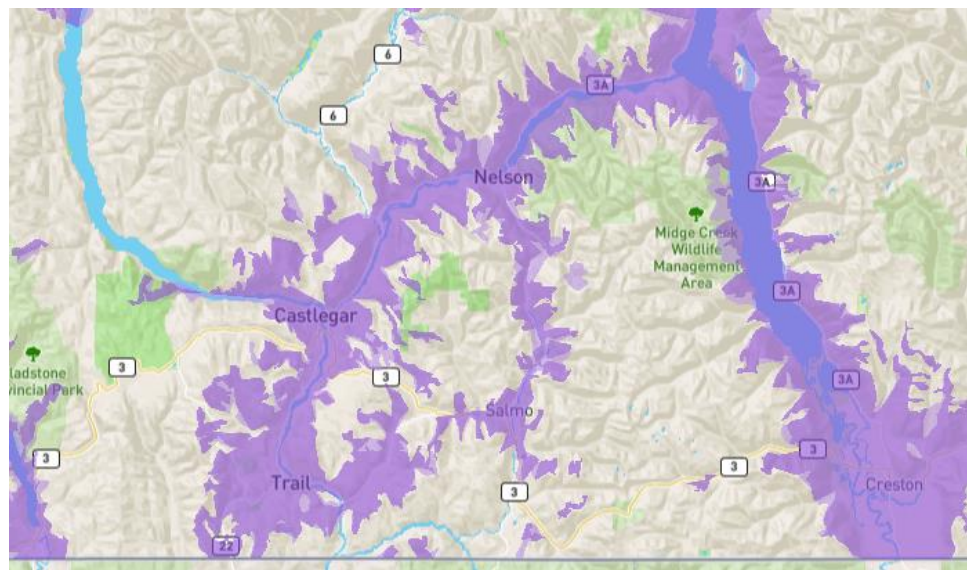 6
6
3A
Nelson
3A
Midge Creek
Wildlife
Management
Area
3A
Castlegar
3
ladstone
vincial Park
3
3A
Salmo
3
3
3
Trail
Creston
3
22